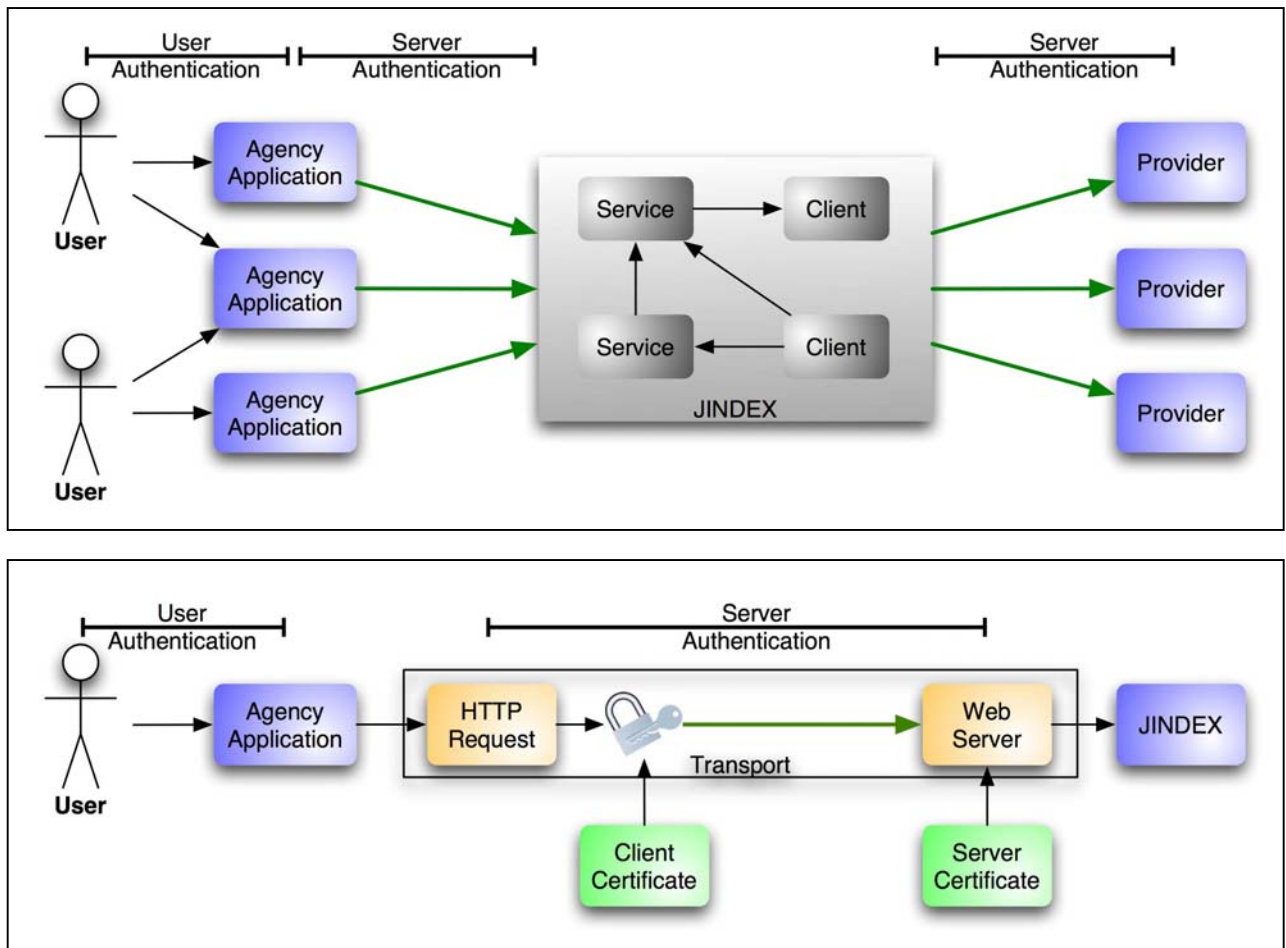 User
Authentication
Server
Authentication
Server
Authentication
Agency
Application
Provider
Service
Client
User
Agency
Application
Provider
Service
Client
Agency
Application
JINDEX
Provider
User
User
Authentication
Server
Authentication
Agency
Application
HTTP
Request
Web
Server
JINDEX
Transport
User
Client
Certificate
Server
Certificate